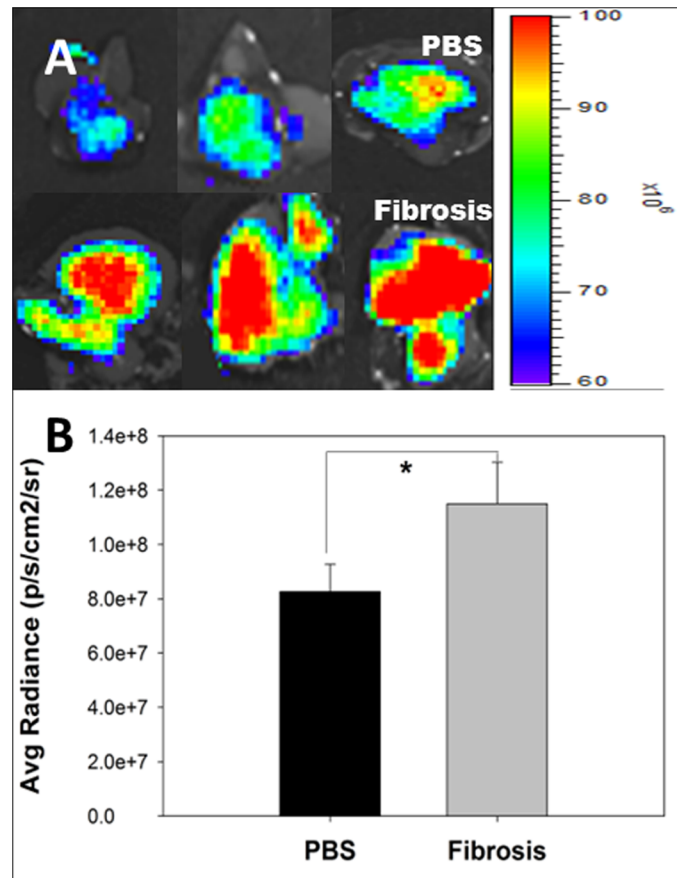 A
PBS
Fibrosis
100
90
80
70
60
x10^6
B
1.4e+8
1.2e+8
1.0e+8
8.0e+7
6.0e+7
4.0e+7
2.0e+7
0.0
Avg Radiance (p/s/cm2/sr)
*
PBS
Fibrosis